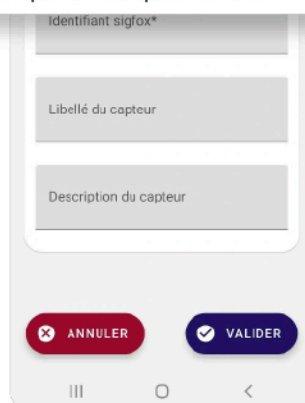 Identifiant sigfox*
Libellé du capteur
Description du capteur
ANNULER
VALIDER